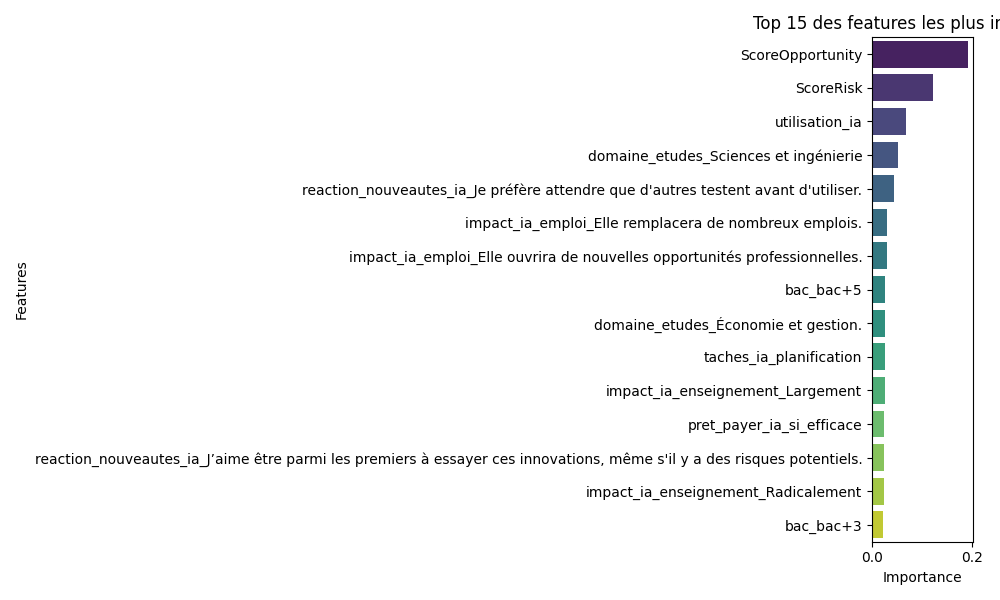 Top 15 des features les plus in
ScoreOpportunity
ScoreRisk
utilisation_ia
domaine_etudes_Sciences et ingénierie
reaction_nouveautes_ia_Je préfère attendre que d'autres testent avant d'utiliser.
impact_ia_emploi_Elle remplacera de nombreux emplois.
impact_ia_emploi_Elle ouvrira de nouvelles opportunités professionnelles.
bac_bac+5
domaine_etudes_Économie et gestion.
taches_ia_planification
impact_ia_enseignement_Largement
pret_payer_ia_si_efficace
reaction_nouveautes_ia_J’aime être parmi les premiers à essayer ces innovations, même s'il y a des risques potentiels.
impact_ia_enseignement_Radicalement
bac_bac+3
Features
0.0 0.2
Importance